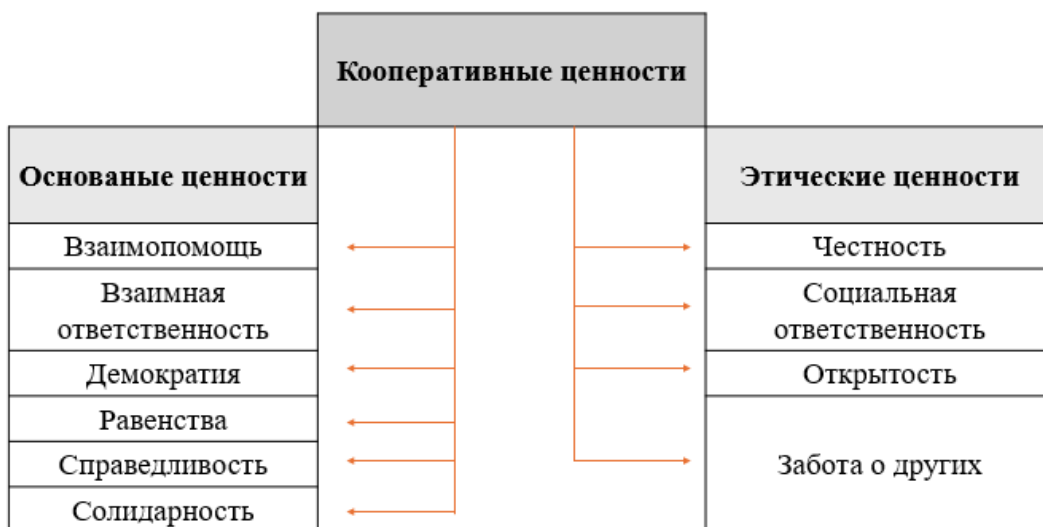 Кооперативные ценности
Основаные ценности
Этические ценности
Взаимопомощь
Честность
Взаимная
ответственность
Социальная
ответственность
Демократия
Открытость
Равенства
Справедливость
Забота о других
Солидарность